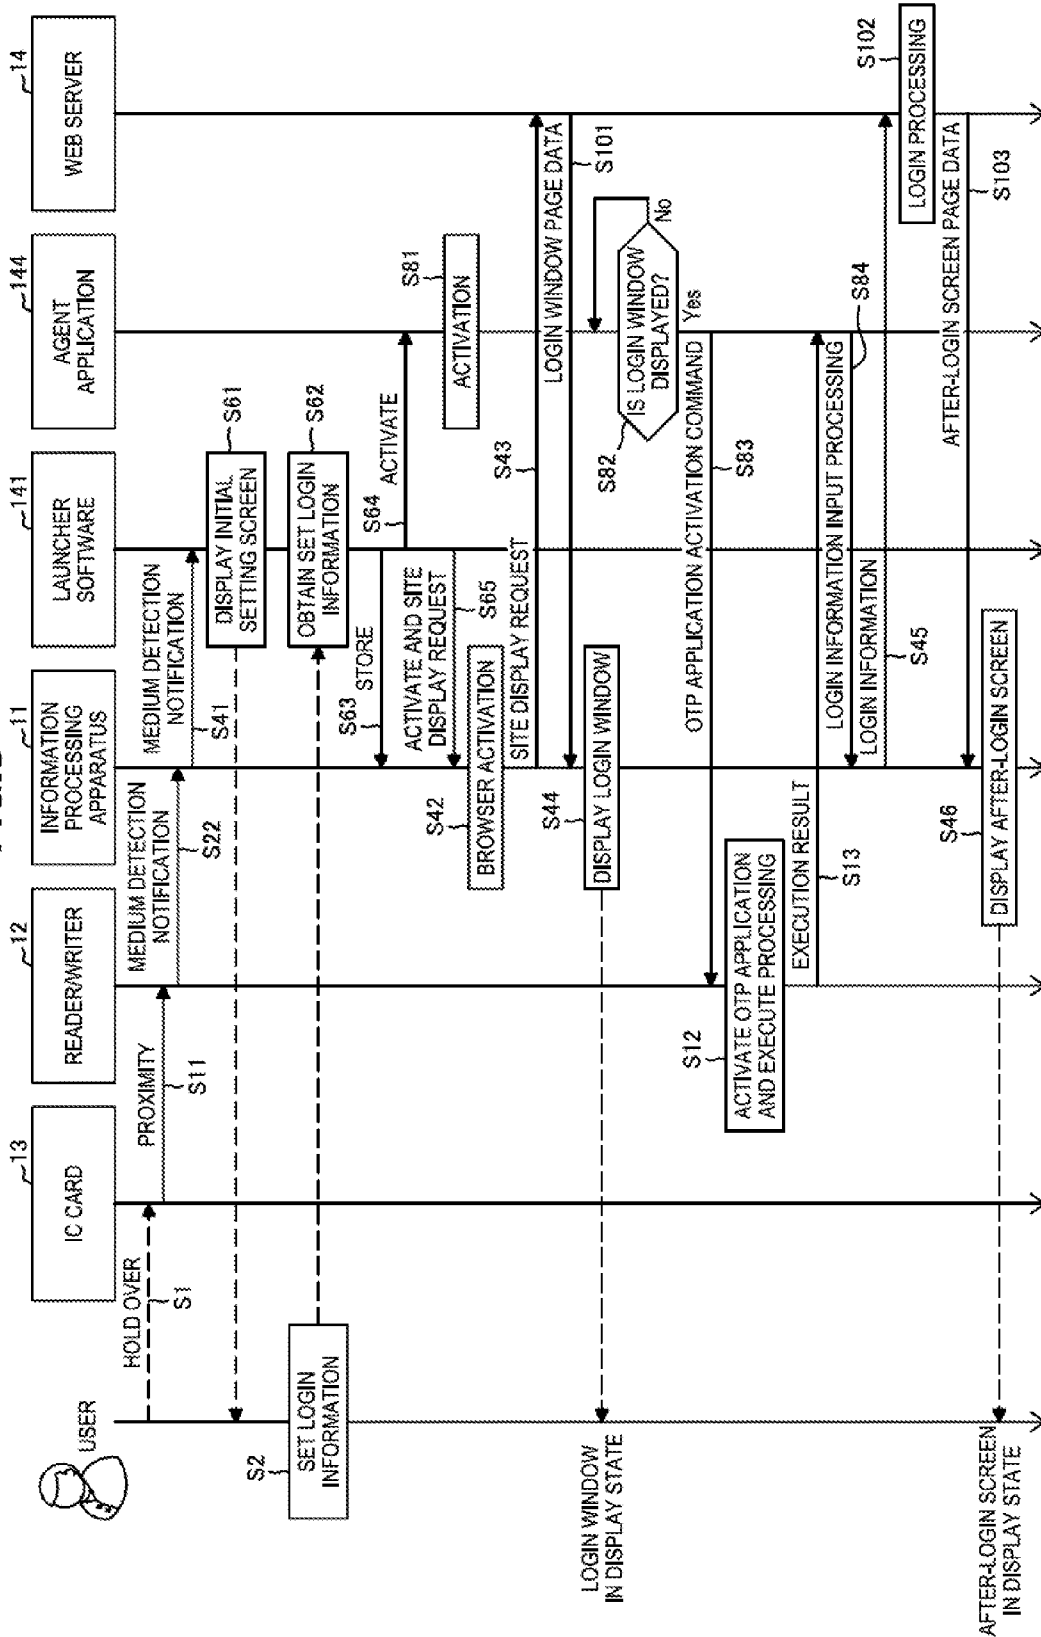 USER
13
IC CARD
12
READER/WRITER
11
INFORMATION
PROCESSING
APPARATUS
141
LAUNCHER
SOFTWARE
144
AGENT
APPLICATION
14
WEB SERVER
HOLD OVER
S1
PROXIMITY
S11
MEDIUM DETECTION
NOTIFICATION
S22
MEDIUM DETECTION
NOTIFICATION
S41
DISPLAY INITIAL
SETTING SCREEN
S61
S2
SET LOGIN
INFORMATION
OBTAIN SET LOGIN
INFORMATION
S62
STORE
S63
S64
ACTIVATE
ACTIVATE AND SITE
DISPLAY REQUEST
S65
ACTIVATION
S81
S42
BROWSER ACTIVATION
SITE DISPLAY REQUEST
S43
LOGIN WINDOW PAGE DATA
S101
S44
DISPLAY LOGIN WINDOW
LOGIN WINDOW
IN DISPLAY STATE
S82
IS LOGIN WINDOW
DISPLAYED?
No
Yes
OTP APPLICATION ACTIVATION COMMAND
S83
S12
ACTIVATE OTP APPLICATION
AND EXECUTE PROCESSING
EXECUTION RESULT
S13
LOGIN INFORMATION INPUT PROCESSING
S84
LOGIN INFORMATION
S45
LOGIN PROCESSING
S102
AFTER-LOGIN SCREEN PAGE DATA
S103
S46
DISPLAY AFTER-LOGIN SCREEN
AFTER-LOGIN SCREEN
IN DISPLAY STATE